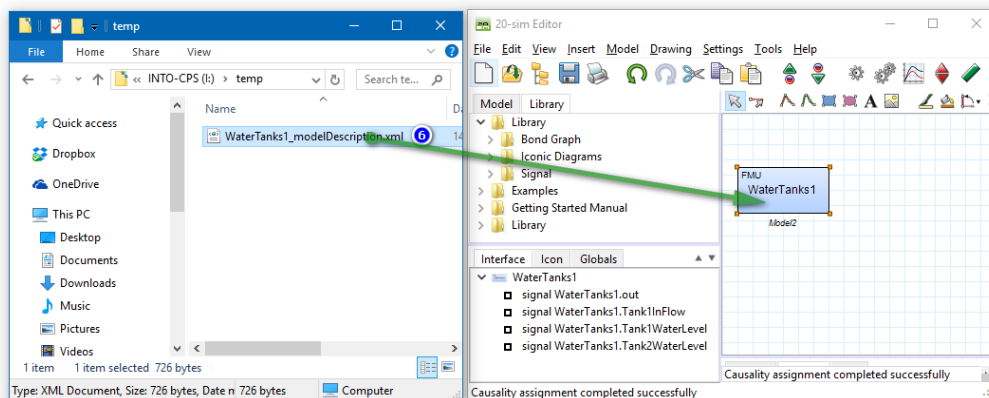 temp
File Home Share View
« INTO-CPS (I:) › temp
Search te...
Name
Quick access
Dropbox
OneDrive
This PC
Desktop
Documents
Downloads
Music
Pictures
Videos
WaterTanks1_modelDescription.xml 6 14
1 item 1 item selected 726 bytes
Type: XML Document, Size: 726 bytes, Date n 726 bytes Computer
20-sim Editor
File Edit View Insert Model Drawing Settings Tools Help
Model Library
Library
Bond Graph
Iconic Diagrams
Signal
Examples
Getting Started Manual
Library
Interface Icon Globals
WaterTanks1
signal WaterTanks1.out
signal WaterTanks1.Tank1InFlow
signal WaterTanks1.Tank1WaterLevel
signal WaterTanks1.Tank2WaterLevel
A
FMU
WaterTanks1
Model2
Causality assignment completed successfully
Causality assignment completed successfully